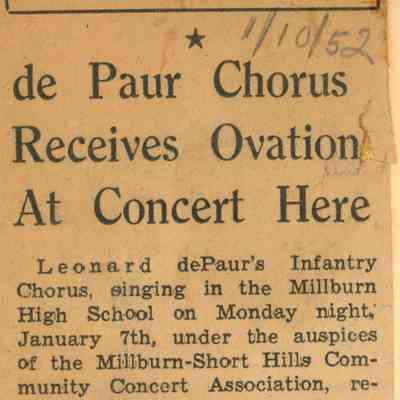 1/10/52
de Paur Chorus
Receives Ovation
At Concert Here
Leonard dePaur's Infantry
Chorus, singing in the Millburn
High School on Monday night,
January 7th, under the auspices
of the Millburn-Short Hills Com-
munity Concert Association, re-